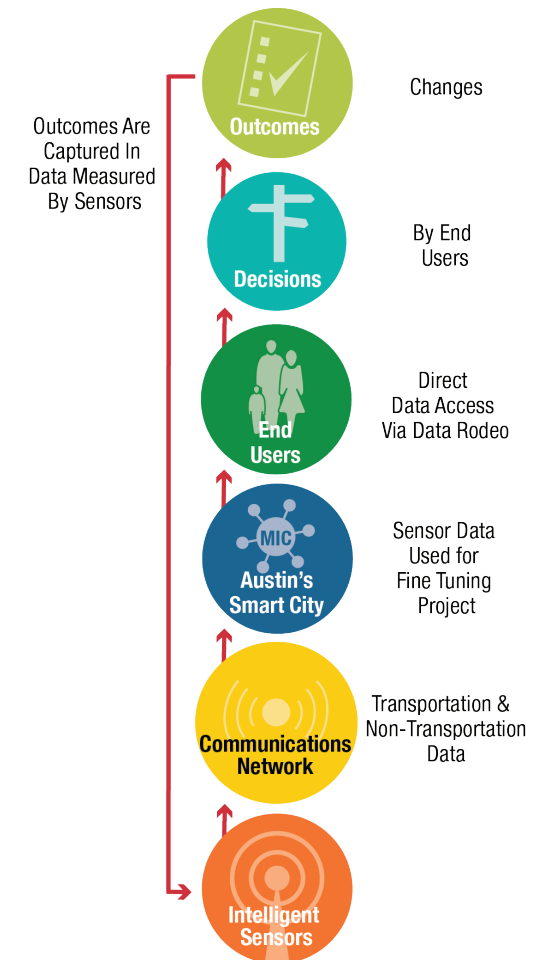 Outcomes
Changes
Outcomes Are
Captured In
Data Measured
By Sensors
Decisions
By End
Users
End
Users
Direct
Data Access
Via Data Rodeo
MIC
Austin's
Smart City
Sensor Data
Used for
Fine Tuning
Project
Communications
Network
Transportation &
Non-Transportation
Data
Intelligent
Sensors